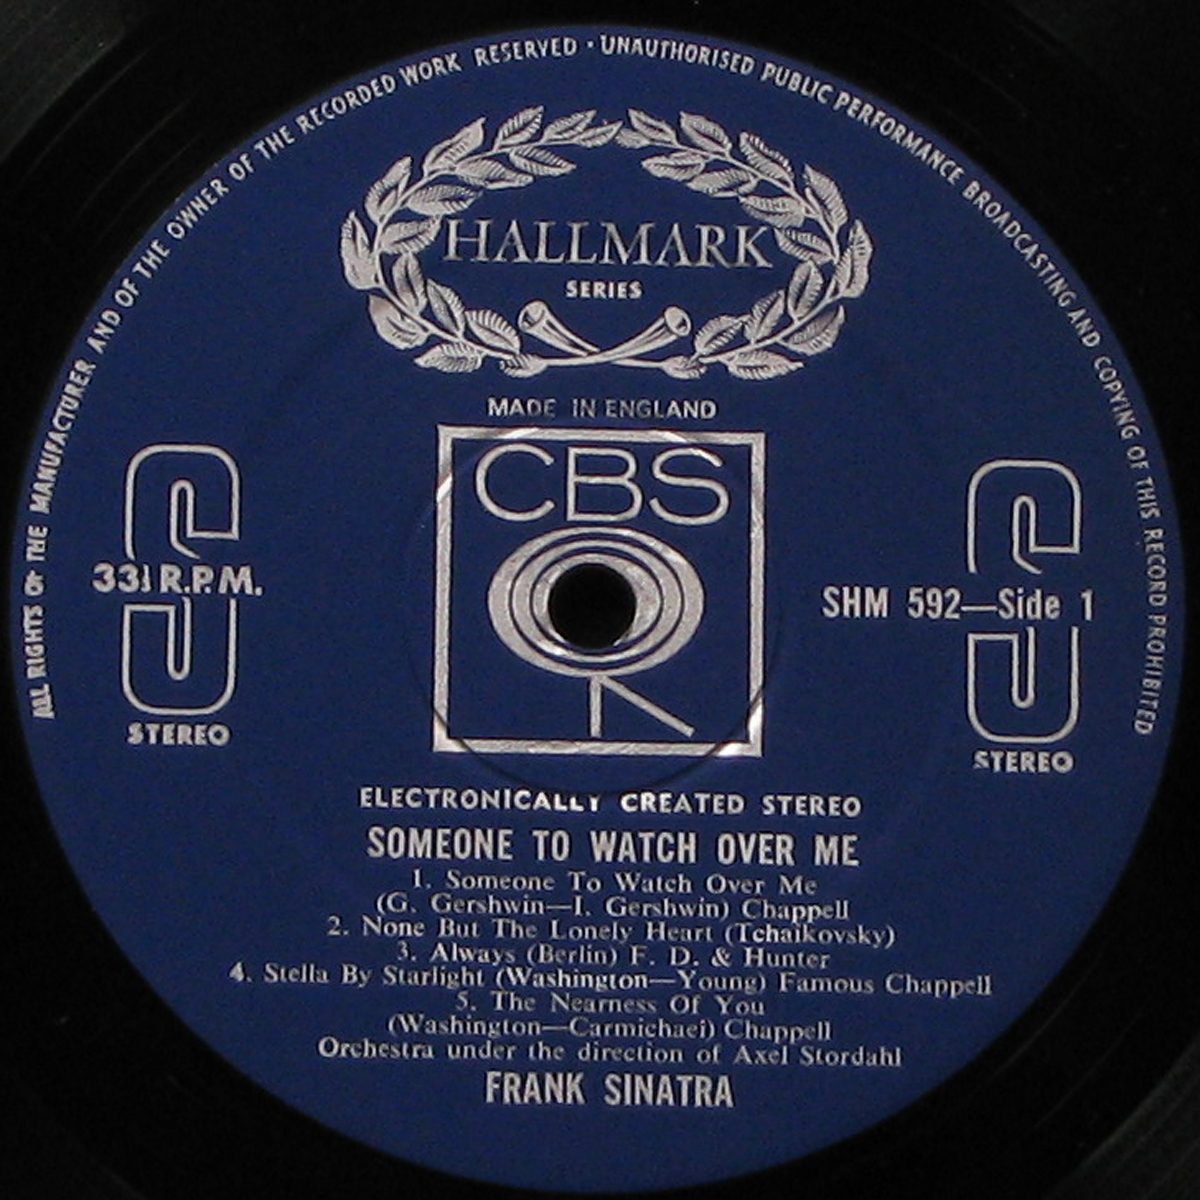 ALL RIGHTS OF THE MANUFACTURER AND OF THE OWNER OF THE RECORDED WORK RESERVED · UNAUTHORISED PUBLIC PERFORMANCE BROADCASTING AND COPYING OF THIS RECORD PROHIBITED
HALLMARK
SERIES
MADE IN ENGLAND
CBS
S
33⅓ R.P.M.
STEREO
S
SHM 592—Side 1
STEREO
ELECTRONICALLY CREATED STEREO
SOMEONE TO WATCH OVER ME
1. Someone To Watch Over Me
(G. Gershwin—I. Gershwin) Chappell
2. None But The Lonely Heart (Tchaikovsky)
3. Always (Berlin) F. D. & Hunter
4. Stella By Starlight (Washington—Young) Famous Chappell
5. The Nearness Of You
(Washington—Carmichael) Chappell
Orchestra under the direction of Axel Stordahl
FRANK SINATRA